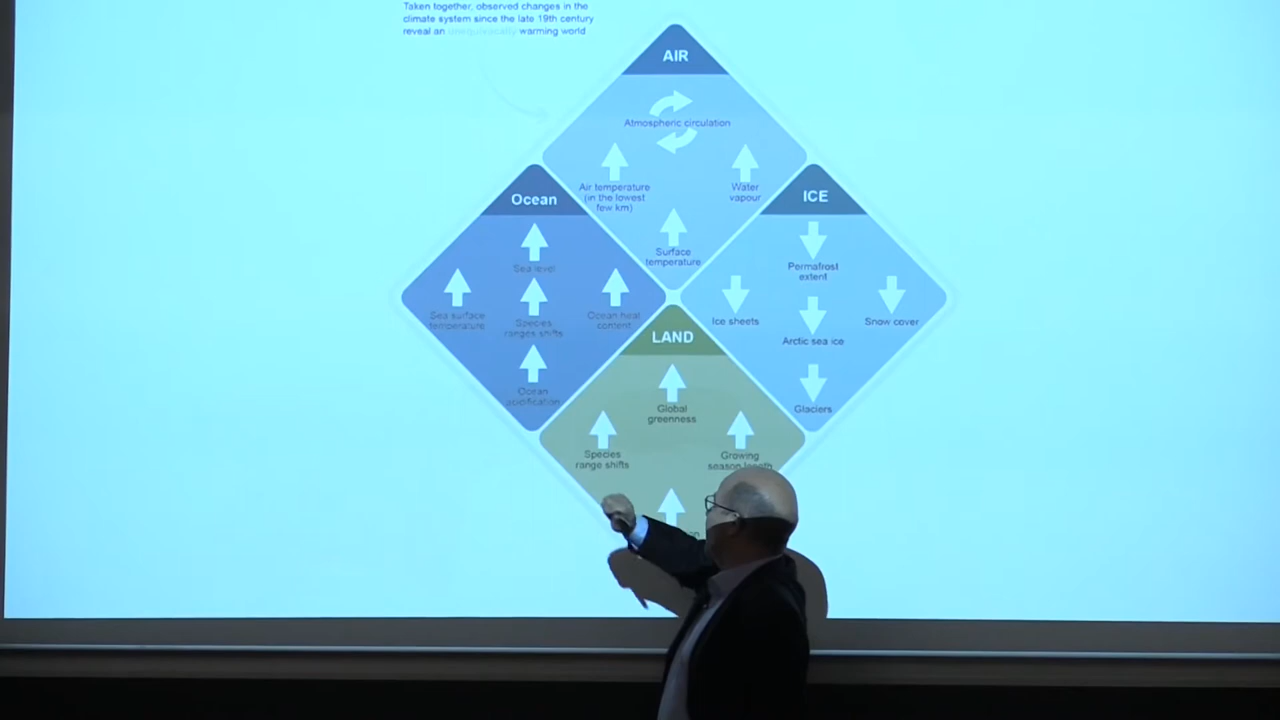 Taken together, observed changes in the
climate system since the late 19th century
reveal an unequivocally warming world
AIR
Atmospheric circulation
Air temperature
(in the lowest
few km)
Water
vapour
Surface
temperature
Ocean
Sea level
Sea surface
temperature
Species
ranges shifts
Ocean heat
content
Ocean
acidification
ICE
Permafrost
extent
Ice sheets
Snow cover
Arctic sea ice
Glaciers
LAND
Global
greenness
Species
range shifts
Growing
season length